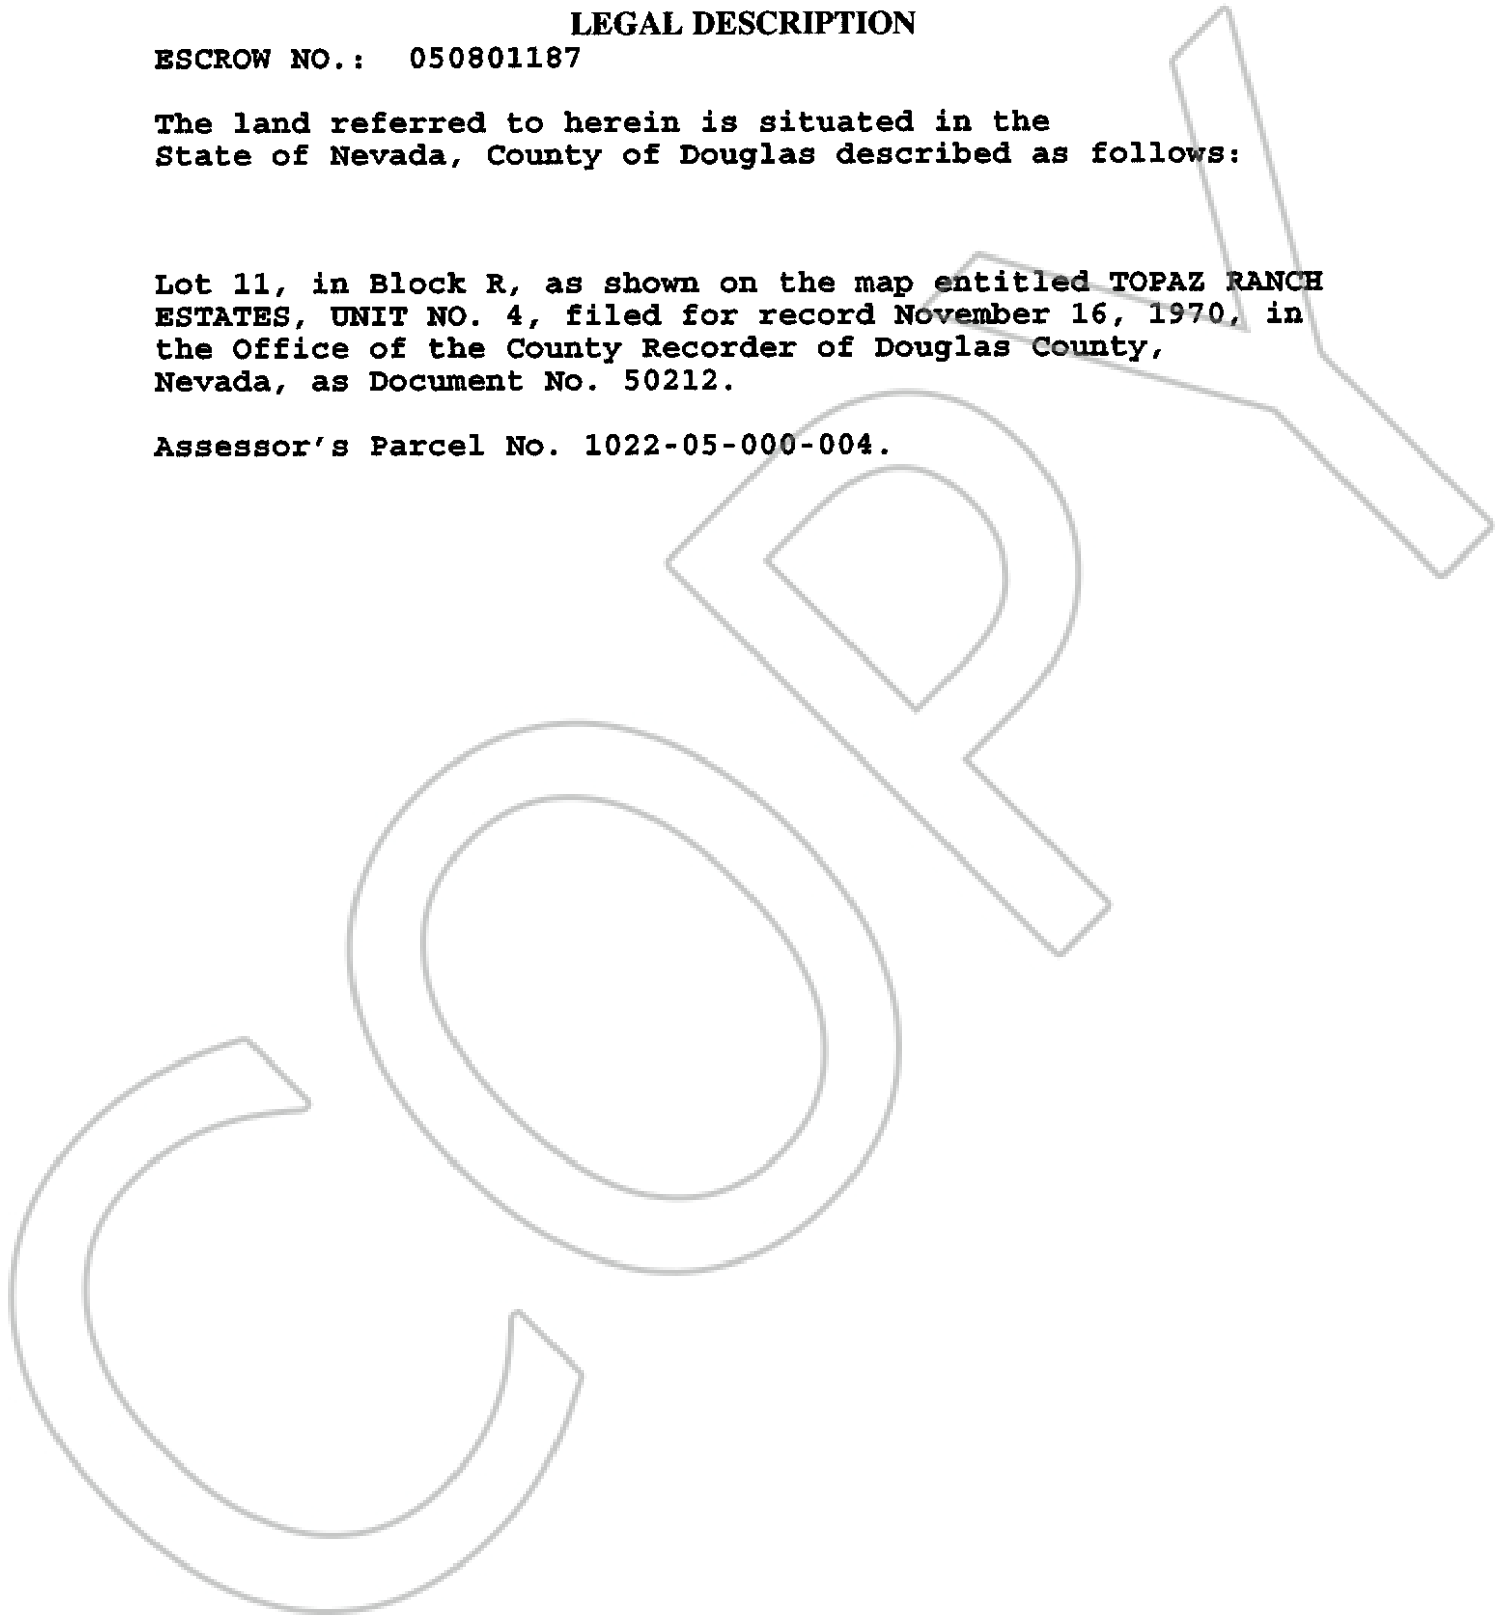 LEGAL DESCRIPTION
ESCROW NO.: 050801187
The land referred to herein is situated in the
State of Nevada, County of Douglas described as follows:
Lot 11, in Block R, as shown on the map entitled TOPAZ RANCH
ESTATES, UNIT NO. 4, filed for record November 16, 1970, in
the Office of the County Recorder of Douglas County,
Nevada, as Document No. 50212.
Assessor's Parcel No. 1022-05-000-004.
COPY